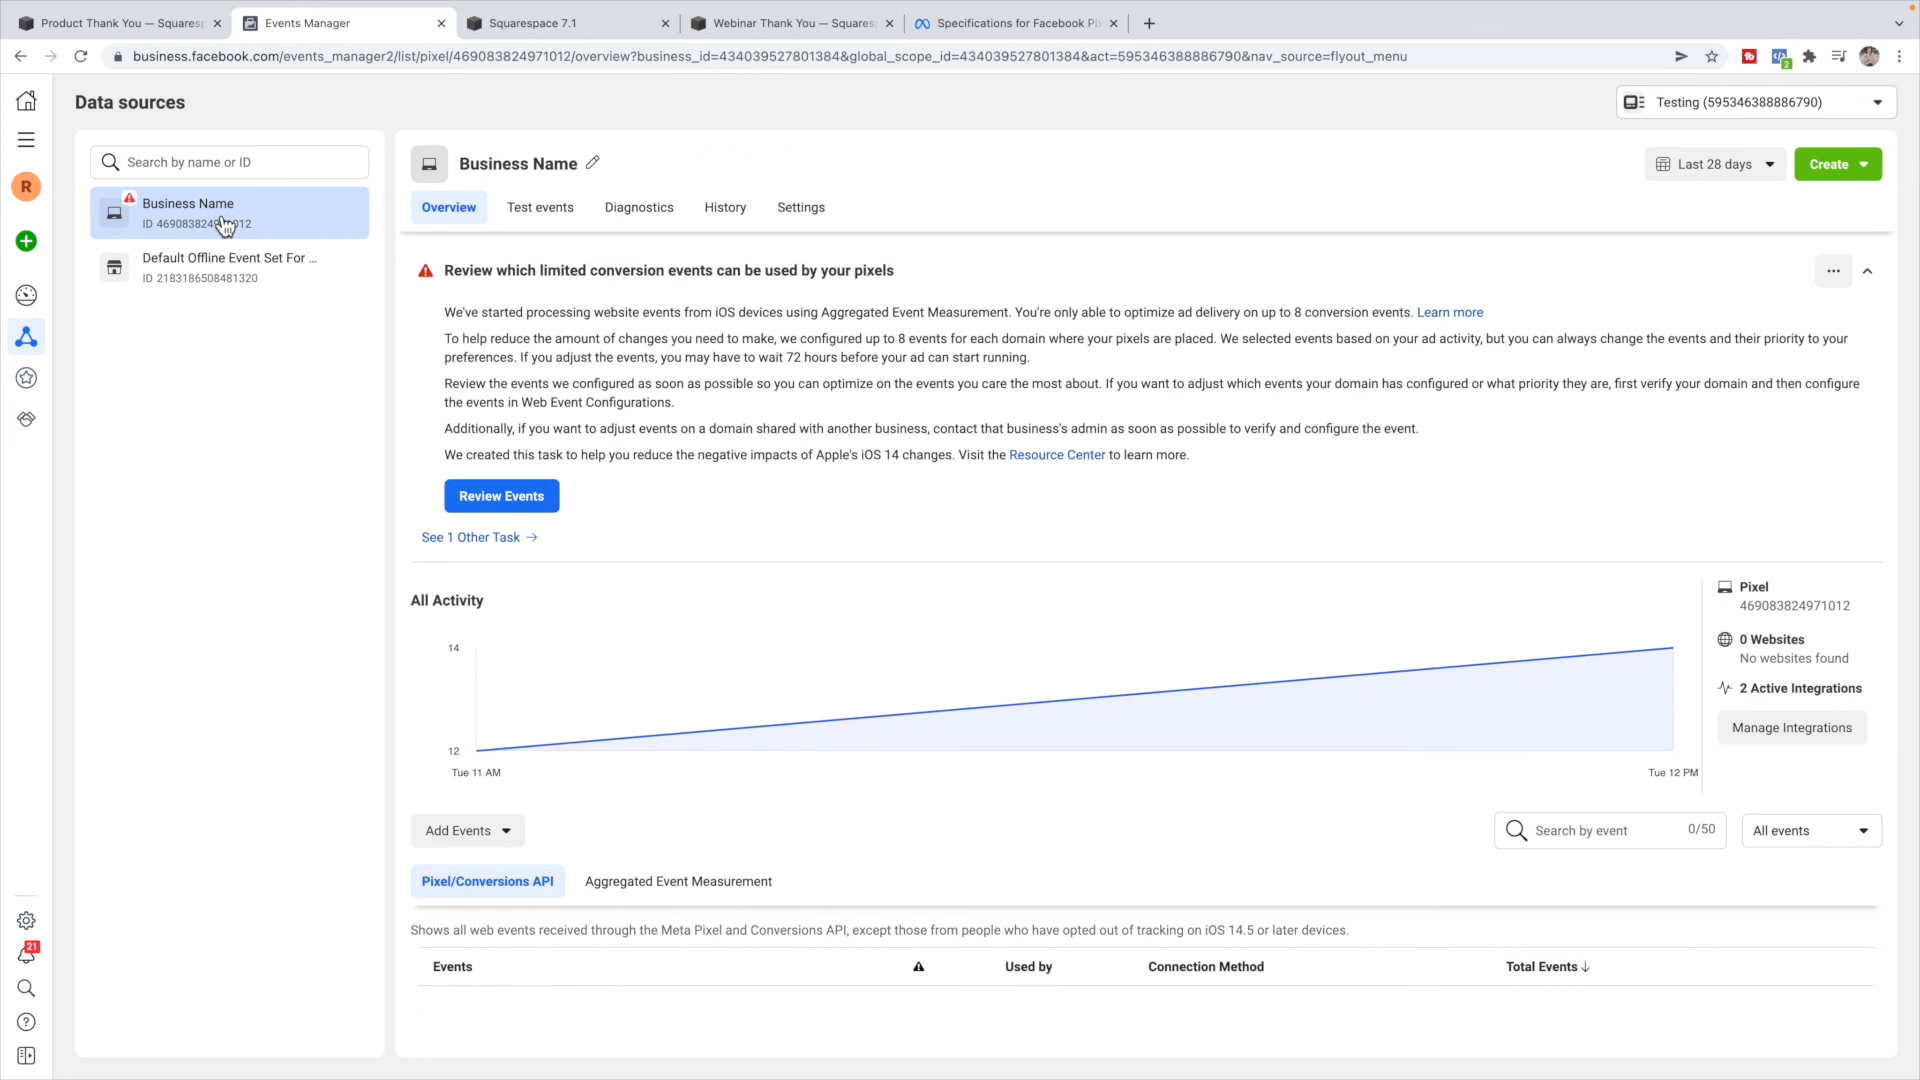 Product Thank You — Squaresp
Events Manager
Squarespace 7.1
Webinar Thank You — Squares
Specifications for Facebook Pi
business.facebook.com/events_manager2/list/pixel/469083824971012/overview?business_id=434039527801384&global_scope_id=434039527801384&act=595346388886790&nav_source=flyout_menu
2
Data sources
Testing (595346388886790)
Search by name or ID
R
Business Name
ID 4690838249 012
Default Offline Event Set For ...
ID 2183186508481320
Business Name
Last 28 days
Create
Overview
Test events
Diagnostics
History
Settings
Review which limited conversion events can be used by your pixels
We've started processing website events from iOS devices using Aggregated Event Measurement. You're only able to optimize ad delivery on up to 8 conversion events. Learn more
To help reduce the amount of changes you need to make, we configured up to 8 events for each domain where your pixels are placed. We selected events based on your ad activity, but you can always change the events and their priority to your
preferences. If you adjust the events, you may have to wait 72 hours before your ad can start running.
Review the events we configured as soon as possible so you can optimize on the events you care the most about. If you want to adjust which events your domain has configured or what priority they are, first verify your domain and then configure
the events in Web Event Configurations.
Additionally, if you want to adjust events on a domain shared with another business, contact that business's admin as soon as possible to verify and configure the event.
We created this task to help you reduce the negative impacts of Apple's iOS 14 changes. Visit the Resource Center to learn more.
Review Events
See 1 Other Task →
All Activity
14
12
Tue 11 AM
Tue 12 PM
Pixel
469083824971012
0 Websites
No websites found
2 Active Integrations
Manage Integrations
Add Events
Search by event
0/50
All events
Pixel/Conversions API
Aggregated Event Measurement
Shows all web events received through the Meta Pixel and Conversions API, except those from people who have opted out of tracking on iOS 14.5 or later devices.
Events
Used by
Connection Method
Total Events ↓
21